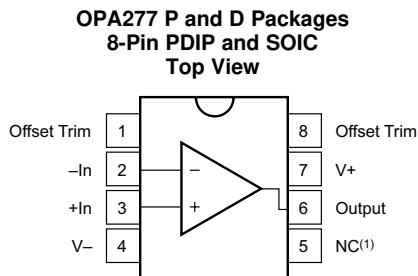 OPA277 P and D Packages
8-Pin PDIP and SOIC
Top View
Offset Trim 1 8 Offset Trim
–In 2 – 7 V+
+In 3 + 6 Output
V– 4 5 NC(1)